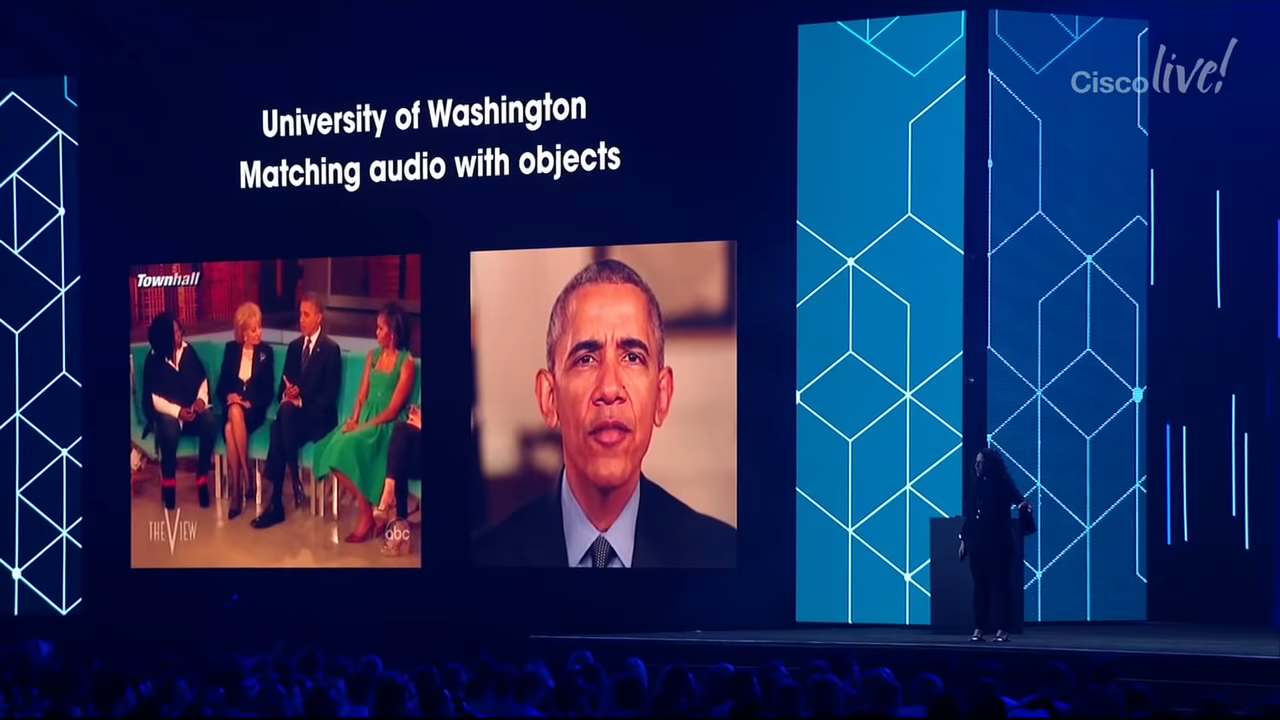 University of Washington
Matching audio with objects
Cisco live!
Townhall
THE VIEW
abc